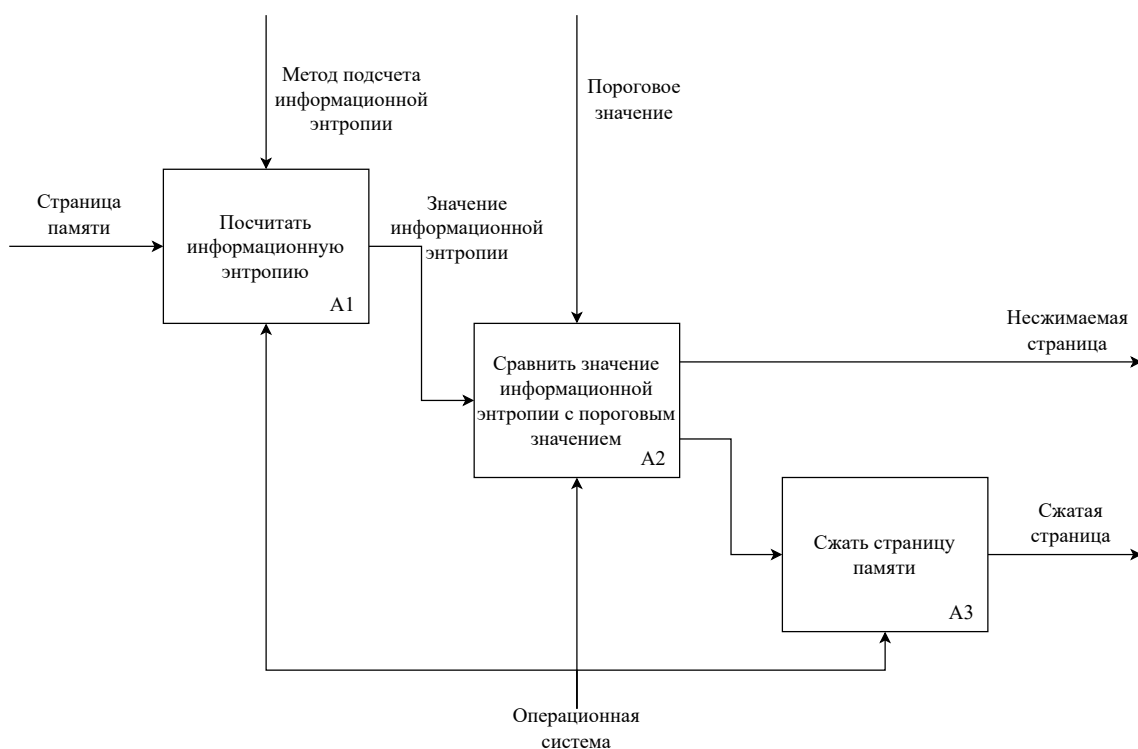 Метод подсчета
информационной
энтропии
Пороговое
значение
Страница
памяти
Посчитать
информационную
энтропию
A1
Значение
информационной
энтропии
Сравнить значение
информационной
энтропии с пороговым
значением
A2
Несжимаемая
страница
Сжать страницу
памяти
A3
Сжатая
страница
Операционная
система